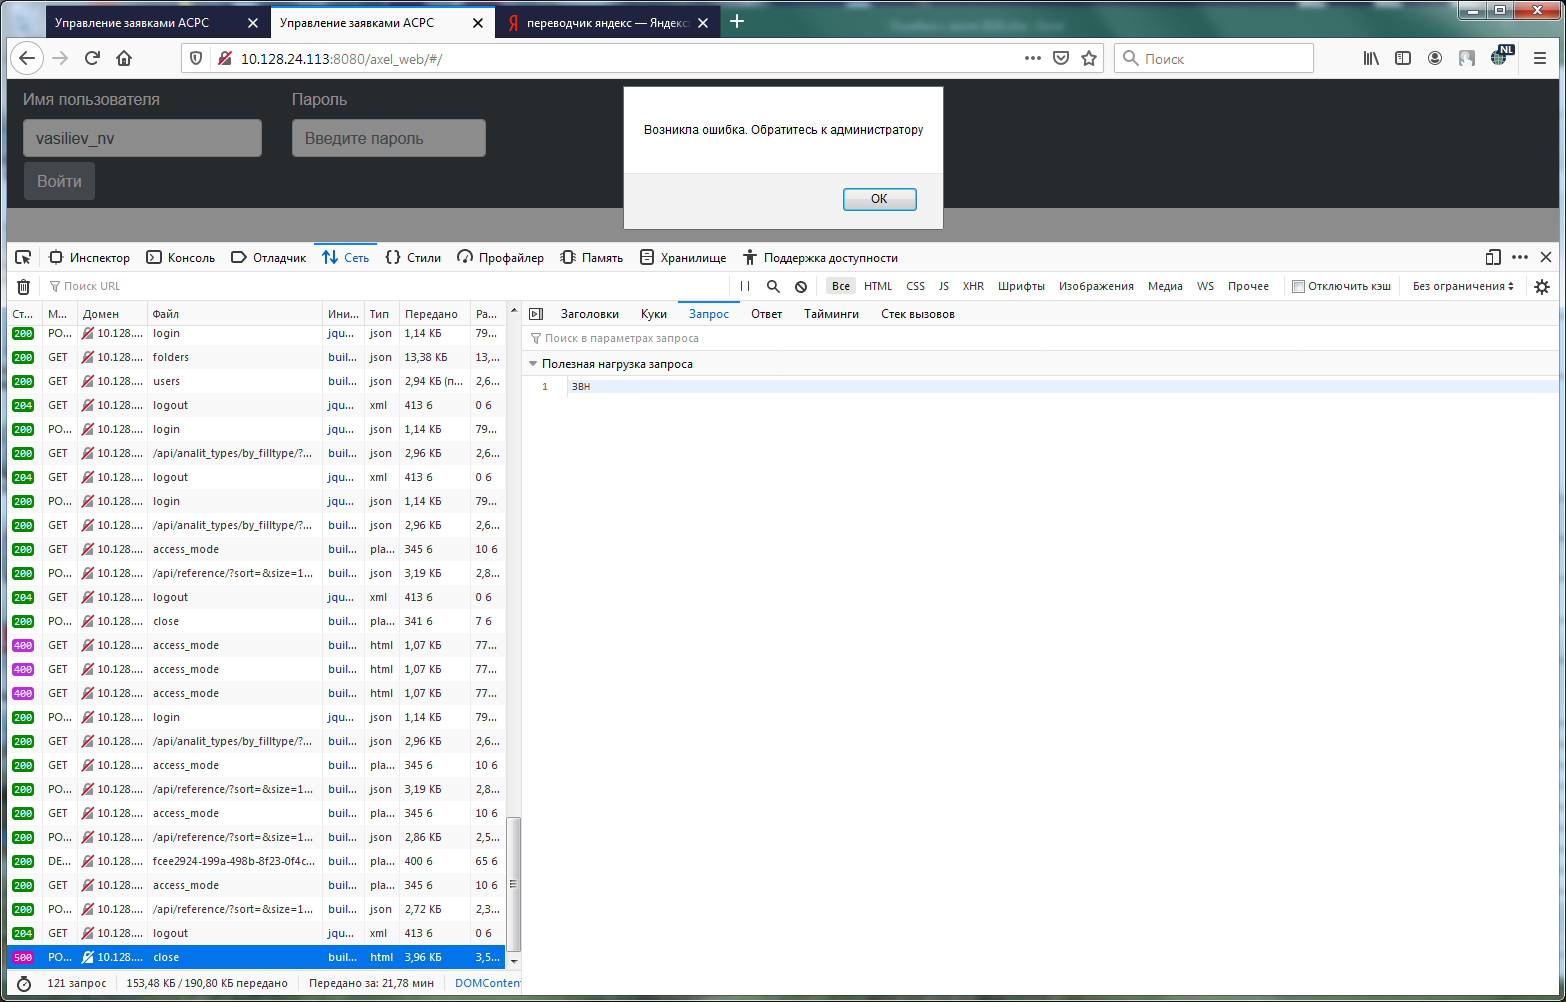 Управление заявками АСРС
Управление заявками АСРС
переводчик яндекс — Яндекс
10.128.24.113:8080/axel_web/#/
Поиск
NL
Имя пользователя
Пароль
vasiliev_nv
Введите пароль
Войти
Возникла ошибка. Обратитесь к администратору
OK
Инспектор Консоль Отладчик Сеть Стили Профайлер Память Хранилище Поддержка доступности
Поиск URL
Все HTML CSS JS XHR Шрифты Изображения Медиа WS Прочее Отключить кэш Без ограничения
Ст... М... Домен Файл Ини... Тип Передано Ра...
200 PO... 10.128.... login jqu... json 1,14 КБ 79...
200 GET 10.128.... folders buil... json 13,38 КБ 13,...
200 GET 10.128.... users buil... json 2,94 КБ (п... 2,6...
204 GET 10.128.... logout jqu... xml 413 б 0 б
200 PO... 10.128.... login jqu... json 1,14 КБ 79...
200 GET 10.128.... /api/analit_types/by_filltype/?... buil... json 2,96 КБ 2,6...
204 GET 10.128.... logout jqu... xml 413 б 0 б
200 PO... 10.128.... login jqu... json 1,14 КБ 79...
200 GET 10.128.... /api/analit_types/by_filltype/?... buil... json 2,96 КБ 2,6...
200 GET 10.128.... access_mode buil... pla... 345 б 10 б
200 PO... 10.128.... /api/reference/?sort=&size=1... buil... json 3,19 КБ 2,8...
204 GET 10.128.... logout jqu... xml 413 б 0 б
200 PO... 10.128.... close buil... pla... 341 б 7 б
400 GET 10.128.... access_mode buil... html 1,07 КБ 77...
400 GET 10.128.... access_mode buil... html 1,07 КБ 77...
400 GET 10.128.... access_mode buil... html 1,07 КБ 77...
200 PO... 10.128.... login jqu... json 1,14 КБ 79...
200 GET 10.128.... /api/analit_types/by_filltype/?... buil... json 2,96 КБ 2,6...
200 GET 10.128.... access_mode buil... pla... 345 б 10 б
200 PO... 10.128.... /api/reference/?sort=&size=1... buil... json 3,19 КБ 2,8...
200 GET 10.128.... access_mode buil... pla... 345 б 10 б
200 PO... 10.128.... /api/reference/?sort=&size=1... buil... json 2,86 КБ 2,5...
200 DE... 10.128.... fcee2924-199a-498b-8f23-0f4c... buil... pla... 400 б 65 б
200 GET 10.128.... access_mode buil... pla... 345 б 10 б
200 PO... 10.128.... /api/reference/?sort=&size=1... buil... json 2,72 КБ 2,3...
204 GET 10.128.... logout jqu... xml 413 б 0 б
500 PO... 10.128.... close buil... html 3,96 КБ 3,5...
121 запрос 153,48 КБ / 190,80 КБ передано Передано за: 21,78 мин DOMContent
Заголовки Куки Запрос Ответ Тайминги Стек вызовов
Поиск в параметрах запроса
Полезная нагрузка запроса
1 ЗВН